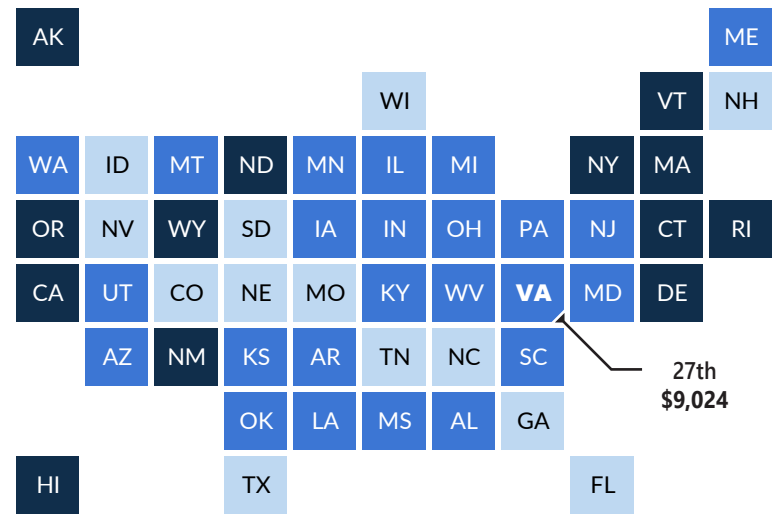 AK ME
WI VT NH
WA ID MT ND MN IL MI NY MA
OR NV WY SD IA IN OH PA NJ CT RI
CA UT CO NE MO KY WV VA MD DE
AZ NM KS AR TN NC SC
27th
$9,024
OK LA MS AL GA
HI TX FL